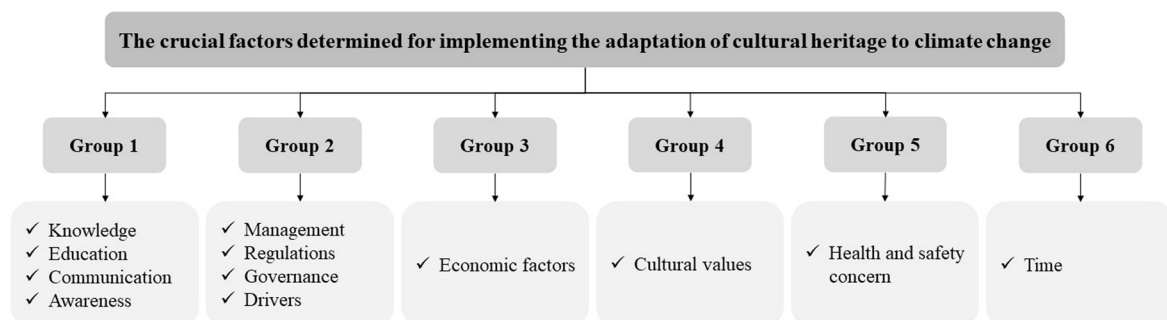 The crucial factors determined for implementing the adaptation of cultural heritage to climate change
Group 1
Group 2
Group 3
Group 4
Group 5
Group 6
✓ Knowledge
✓ Education
✓ Communication
✓ Awareness
✓ Management
✓ Regulations
✓ Governance
✓ Drivers
✓ Economic factors
✓ Cultural values
✓ Health and safety
concern
✓ Time